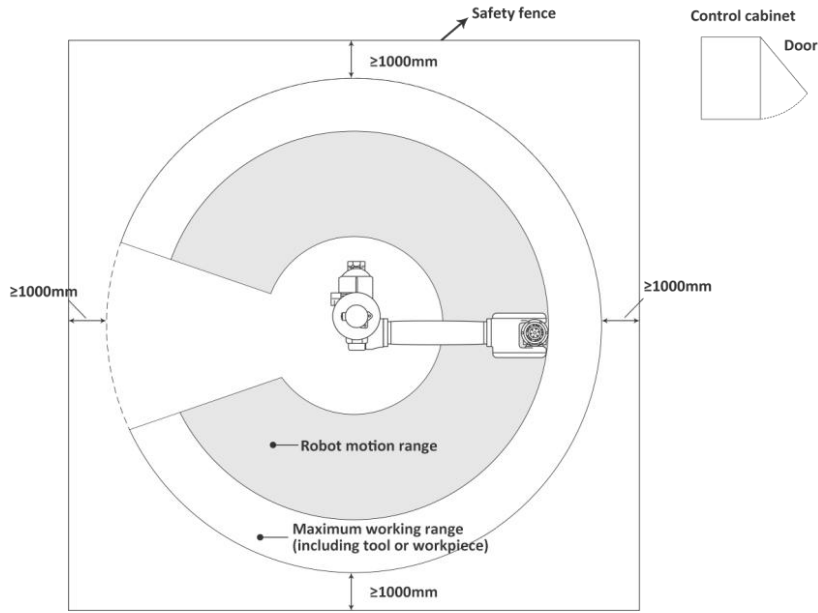 Safety fence
Control cabinet
Door
≥1000mm
≥1000mm
≥1000mm
Robot motion range
Maximum working range
(including tool or workpiece)
≥1000mm